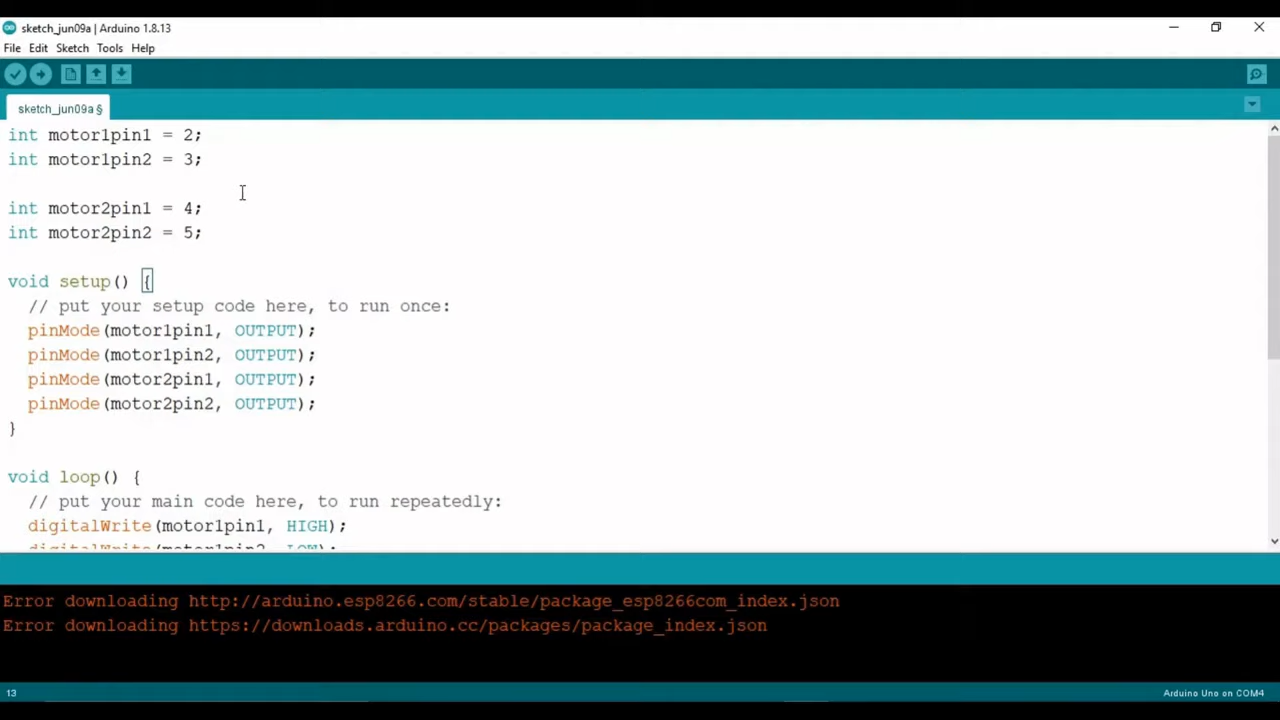 sketch_jun09a | Arduino 1.8.13
File Edit Sketch Tools Help
sketch_jun09a §
int motor1pin1 = 2;
int motor1pin2 = 3;
int motor2pin1 = 4;
int motor2pin2 = 5;
void setup() {
// put your setup code here, to run once:
pinMode(motor1pin1, OUTPUT);
pinMode(motor1pin2, OUTPUT);
pinMode(motor2pin1, OUTPUT);
pinMode(motor2pin2, OUTPUT);
}
void loop() {
// put your main code here, to run repeatedly:
digitalWrite(motor1pin1, HIGH);
digitalWrite(motor1pin2, LOW);
Error downloading http://arduino.esp8266.com/stable/package_esp8266com_index.json
Error downloading https://downloads.arduino.cc/packages/package_index.json
13
Arduino Uno on COM4